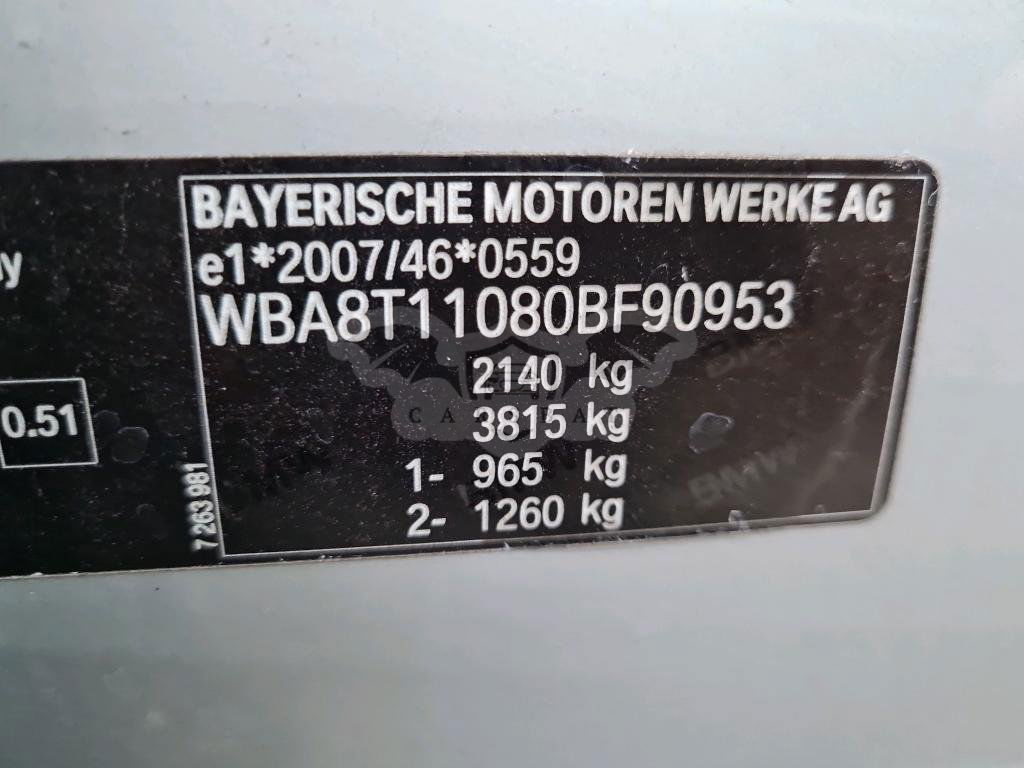 BAYERISCHE MOTOREN WERKE AG
e1*2007/46*0559
WBA8T11080BF90953
2140 kg
3815 kg
1- 965 kg
2- 1260 kg
0.51
7 263 981
BMW